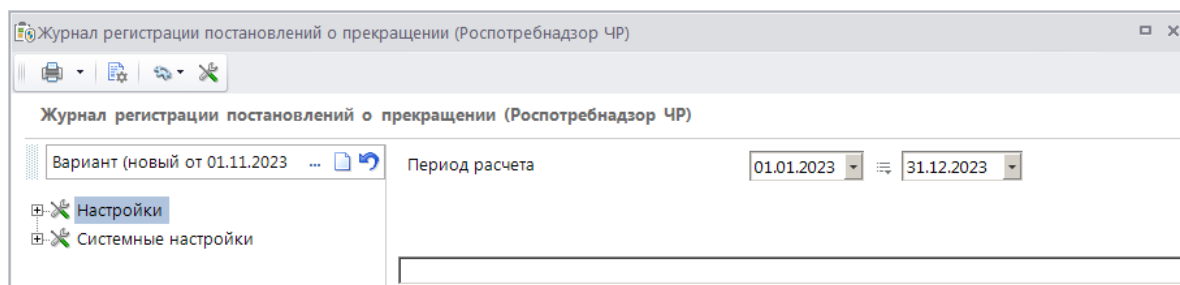 Журнал регистрации постановлений о прекращении (Роспотребнадзор ЧР)
Журнал регистрации постановлений о прекращении (Роспотребнадзор ЧР)
Вариант (новый от 01.11.2023 ...
Период расчета 01.01.2023 31.12.2023
Настройки
Системные настройки